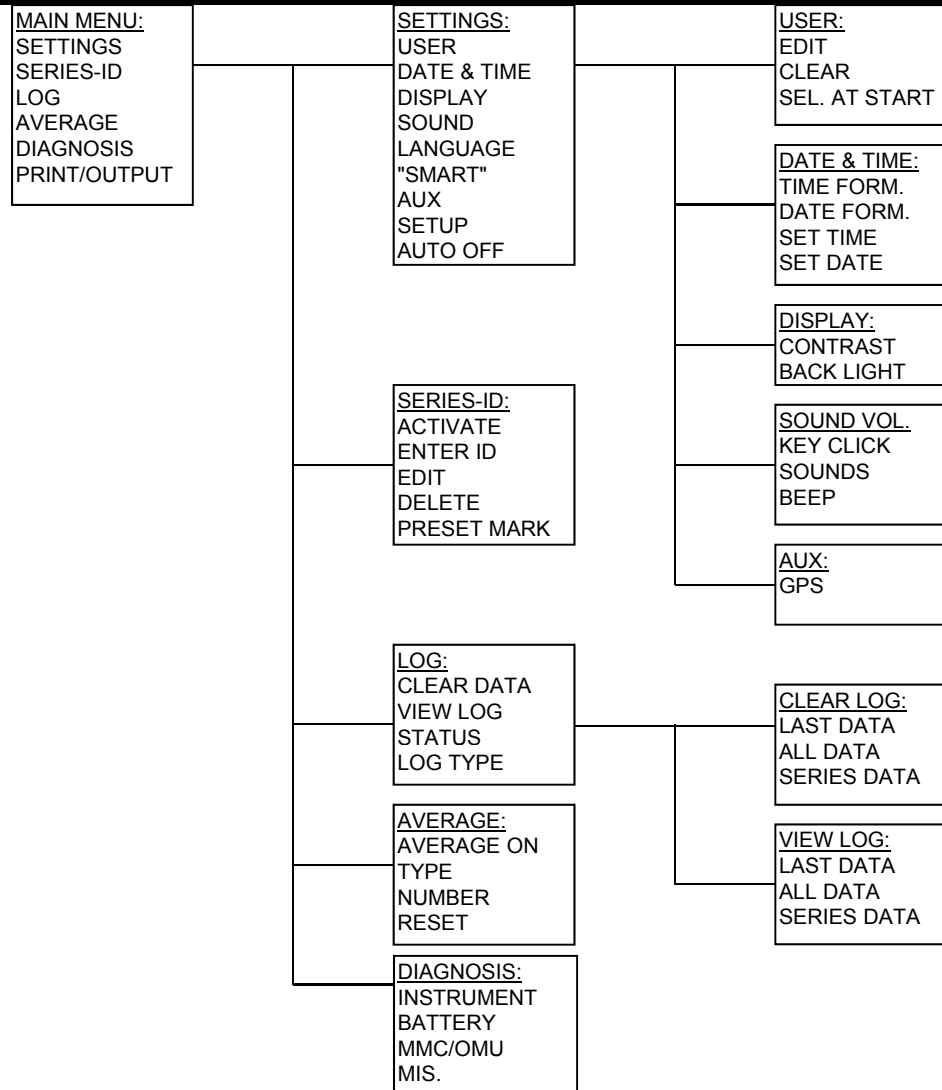 MAIN MENU:
SETTINGS
SERIES-ID
LOG
AVERAGE
DIAGNOSIS
PRINT/OUTPUT
SETTINGS:
USER
DATE & TIME
DISPLAY
SOUND
LANGUAGE
"SMART"
AUX
SETUP
AUTO OFF
USER:
EDIT
CLEAR
SEL. AT START
DATE & TIME:
TIME FORM.
DATE FORM.
SET TIME
SET DATE
DISPLAY:
CONTRAST
BACK LIGHT
SOUND VOL.
KEY CLICK
SOUNDS
BEEP
AUX:
GPS
SERIES-ID:
ACTIVATE
ENTER ID
EDIT
DELETE
PRESET MARK
LOG:
CLEAR DATA
VIEW LOG
STATUS
LOG TYPE
CLEAR LOG:
LAST DATA
ALL DATA
SERIES DATA
VIEW LOG:
LAST DATA
ALL DATA
SERIES DATA
AVERAGE:
AVERAGE ON
TYPE
NUMBER
RESET
DIAGNOSIS:
INSTRUMENT
BATTERY
MMC/OMU
MIS.